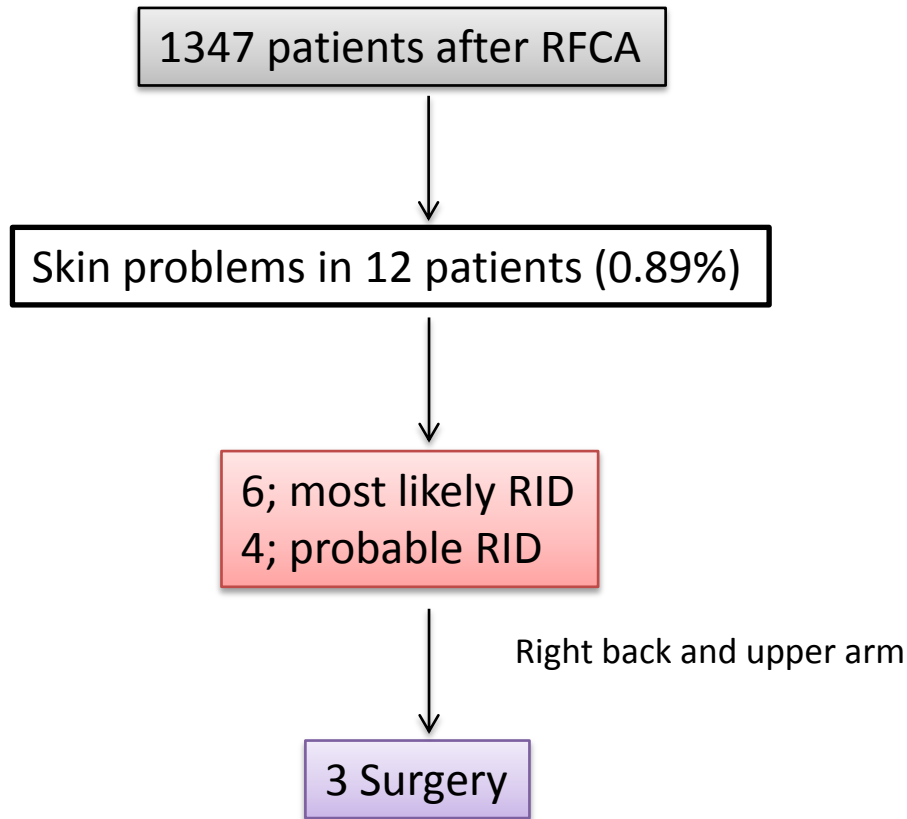 1347 patients after RFCA
Skin problems in 12 patients (0.89%)
6; most likely RID
4; probable RID
Right back and upper arm
3 Surgery